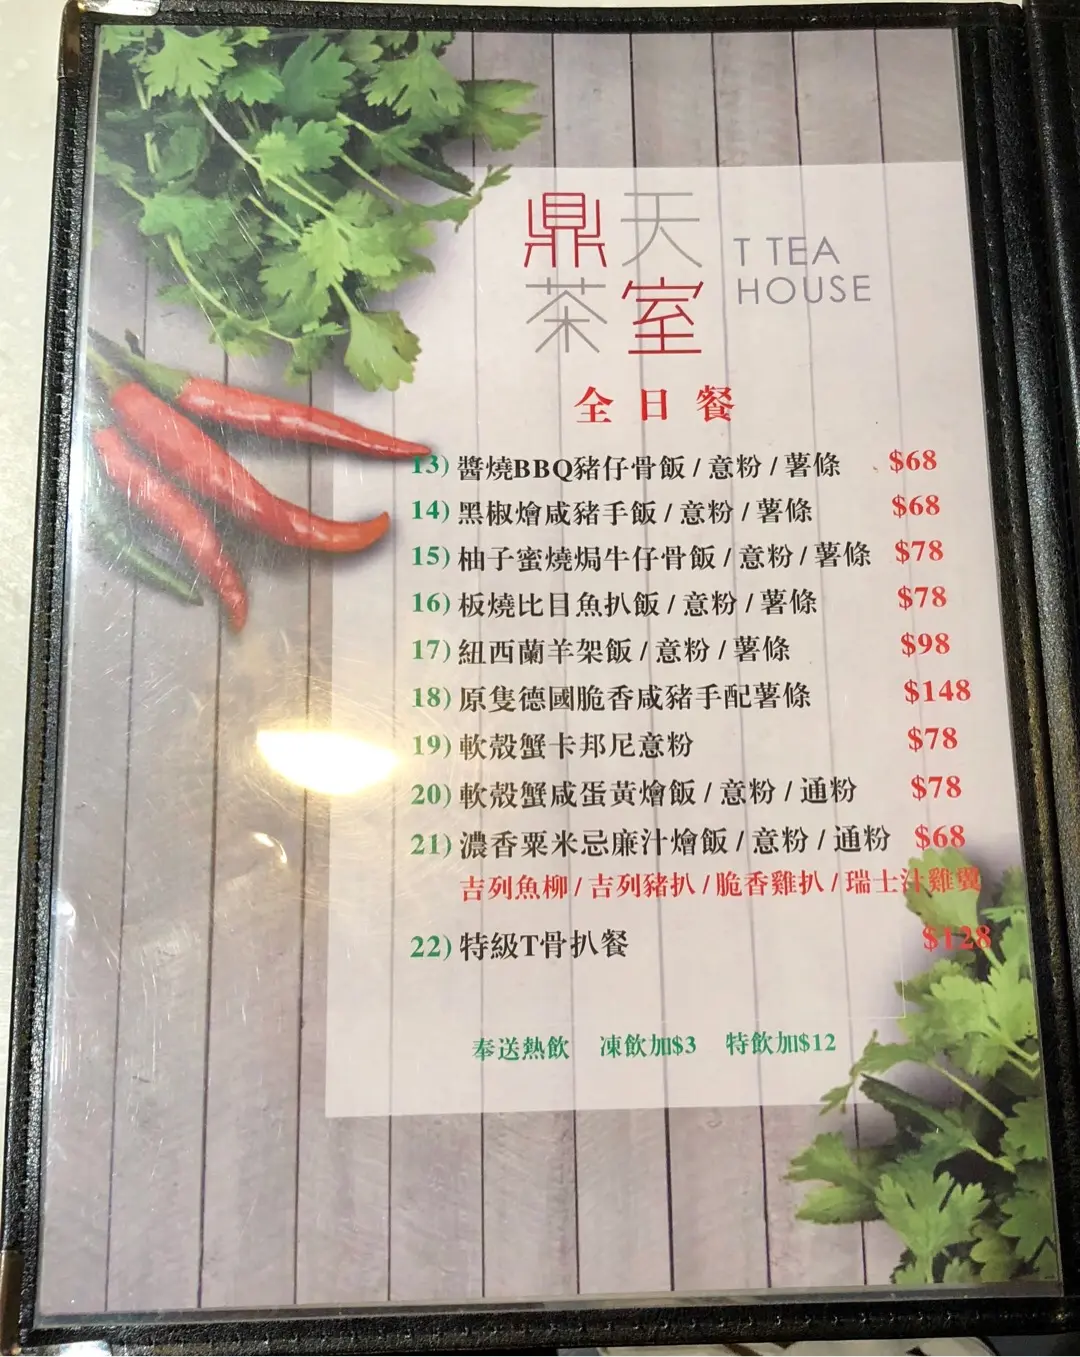 鼎天
茶室
T TEA
HOUSE
全日餐
13) 醬燒BBQ豬仔骨飯 / 意粉 / 薯條 $68
14) 黑椒燴咸豬手飯 / 意粉 / 薯條 $68
15) 柚子蜜燒焗牛仔骨飯 / 意粉 / 薯條 $78
16) 板燒比目魚扒飯 / 意粉 / 薯條 $78
17) 紐西蘭羊架飯 / 意粉 / 薯條 $98
18) 原隻德國脆香咸豬手配薯條 $148
19) 軟殼蟹卡邦尼意粉 $78
20) 軟殼蟹咸蛋黃燴飯 / 意粉 / 通粉 $78
21) 濃香粟米忌廉汁燴飯 / 意粉 / 通粉 $68
吉列魚柳 / 吉列豬扒 / 脆香雞扒 / 瑞士汁雞翼
22) 特級T骨扒餐 $128
奉送熱飲 凍飲加$3 特飲加$12